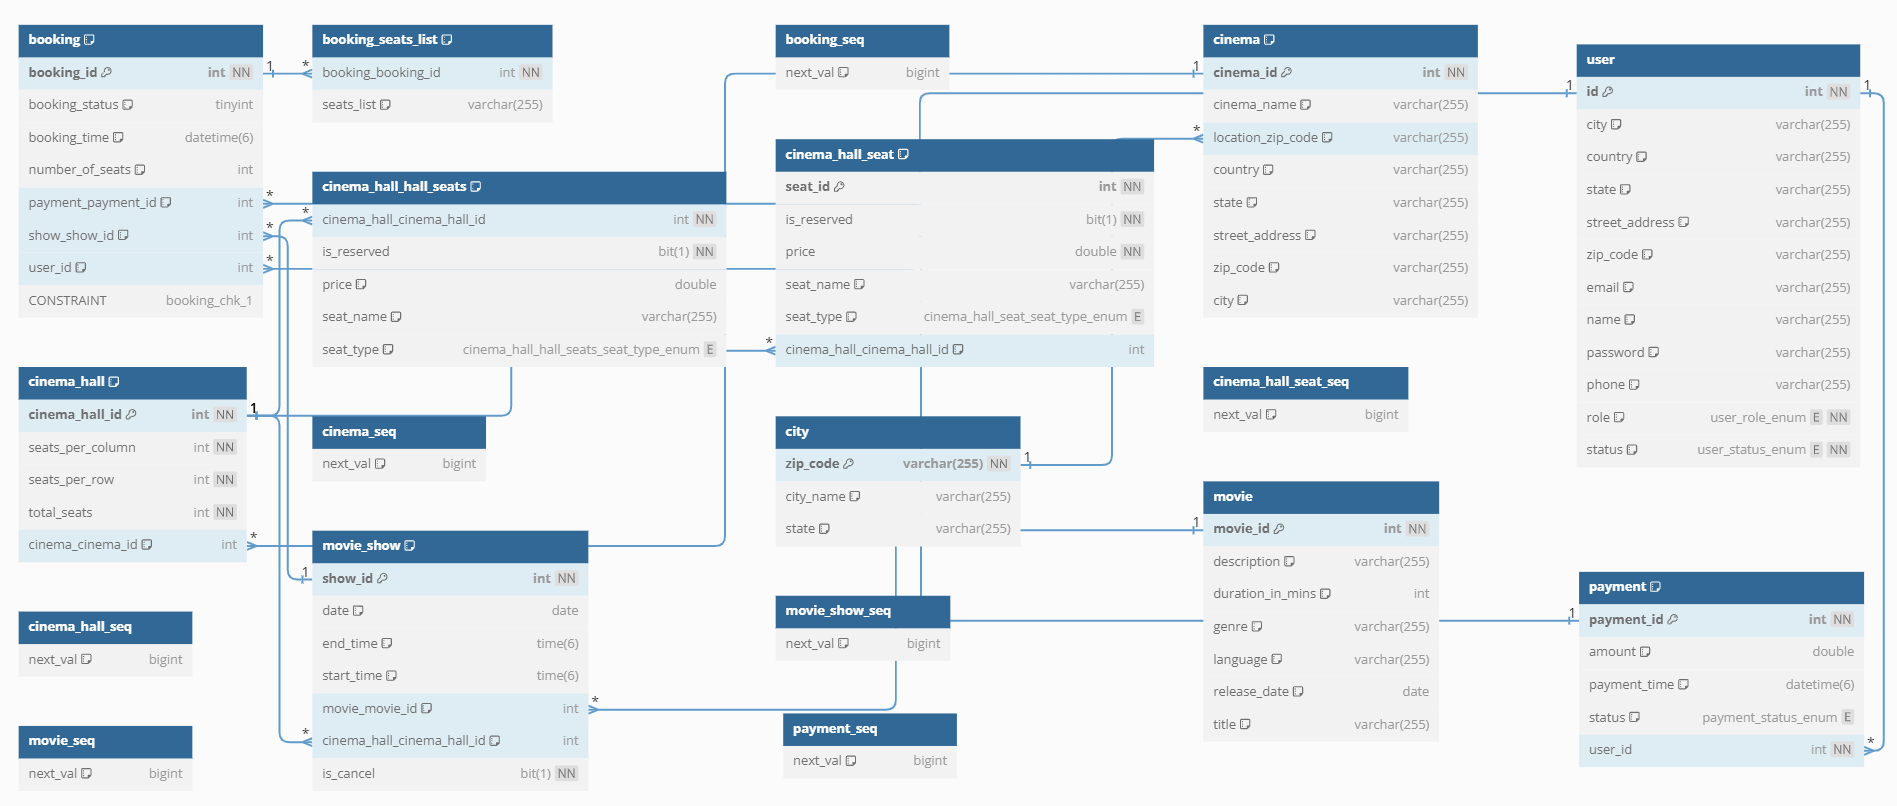 booking
booking_id int NN
booking_status tinyint
booking_time datetime(6)
number_of_seats int
payment_payment_id int
show_show_id int
user_id int
CONSTRAINT booking_chk_1
1
*
*
*
*
booking_seats_list
booking_booking_id int NN
seats_list varchar(255)
cinema_hall_hall_seats
cinema_hall_cinema_hall_id int NN
is_reserved bit(1) NN
price double
seat_name varchar(255)
seat_type cinema_hall_hall_seats_seat_type_enum E
*
cinema_hall
cinema_hall_id int NN
seats_per_column int NN
seats_per_row int NN
total_seats int NN
cinema_cinema_id int
1
*
cinema_seq
next_val bigint
movie_show
show_id int NN
date date
end_time time(6)
start_time time(6)
movie_movie_id int
cinema_hall_cinema_hall_id int
is_cancel bit(1) NN
1
*
*
cinema_hall_seq
next_val bigint
movie_seq
next_val bigint
booking_seq
next_val bigint
cinema_hall_seat
seat_id int NN
is_reserved bit(1) NN
price double NN
seat_name varchar(255)
seat_type cinema_hall_seat_seat_type_enum E
cinema_hall_cinema_hall_id int
*
city
zip_code varchar(255) NN
city_name varchar(255)
state varchar(255)
1
movie_show_seq
next_val bigint
payment_seq
next_val bigint
cinema
cinema_id int NN
cinema_name varchar(255)
location_zip_code varchar(255)
country varchar(255)
state varchar(255)
street_address varchar(255)
zip_code varchar(255)
city varchar(255)
1
*
cinema_hall_seat_seq
next_val bigint
movie
movie_id int NN
description varchar(255)
duration_in_mins int
genre varchar(255)
language varchar(255)
release_date date
title varchar(255)
1
user
id int NN
city varchar(255)
country varchar(255)
state varchar(255)
street_address varchar(255)
zip_code varchar(255)
email varchar(255)
name varchar(255)
password varchar(255)
phone varchar(255)
role user_role_enum E NN
status user_status_enum E NN
1
1
payment
payment_id int NN
amount double
payment_time datetime(6)
status payment_status_enum E
user_id int NN
1
*